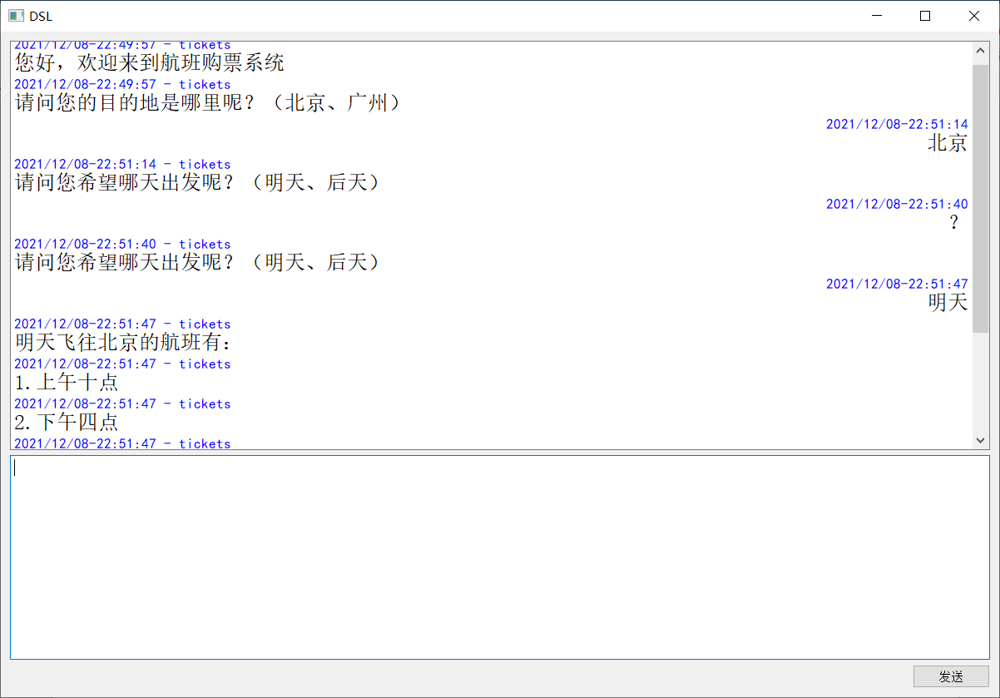 DSL
2021/12/08-22:49:57 - tickets
您好，欢迎来到航班购票系统
2021/12/08-22:49:57 - tickets
请问您的目的地是哪里呢？（北京、广州）
2021/12/08-22:51:14
北京
2021/12/08-22:51:14 - tickets
请问您希望哪天出发呢？（明天、后天）
2021/12/08-22:51:40
？
2021/12/08-22:51:40 - tickets
请问您希望哪天出发呢？（明天、后天）
2021/12/08-22:51:47
明天
2021/12/08-22:51:47 - tickets
明天飞往北京的航班有：
2021/12/08-22:51:47 - tickets
1.上午十点
2021/12/08-22:51:47 - tickets
2.下午四点
2021/12/08-22:51:47 - tickets
发送